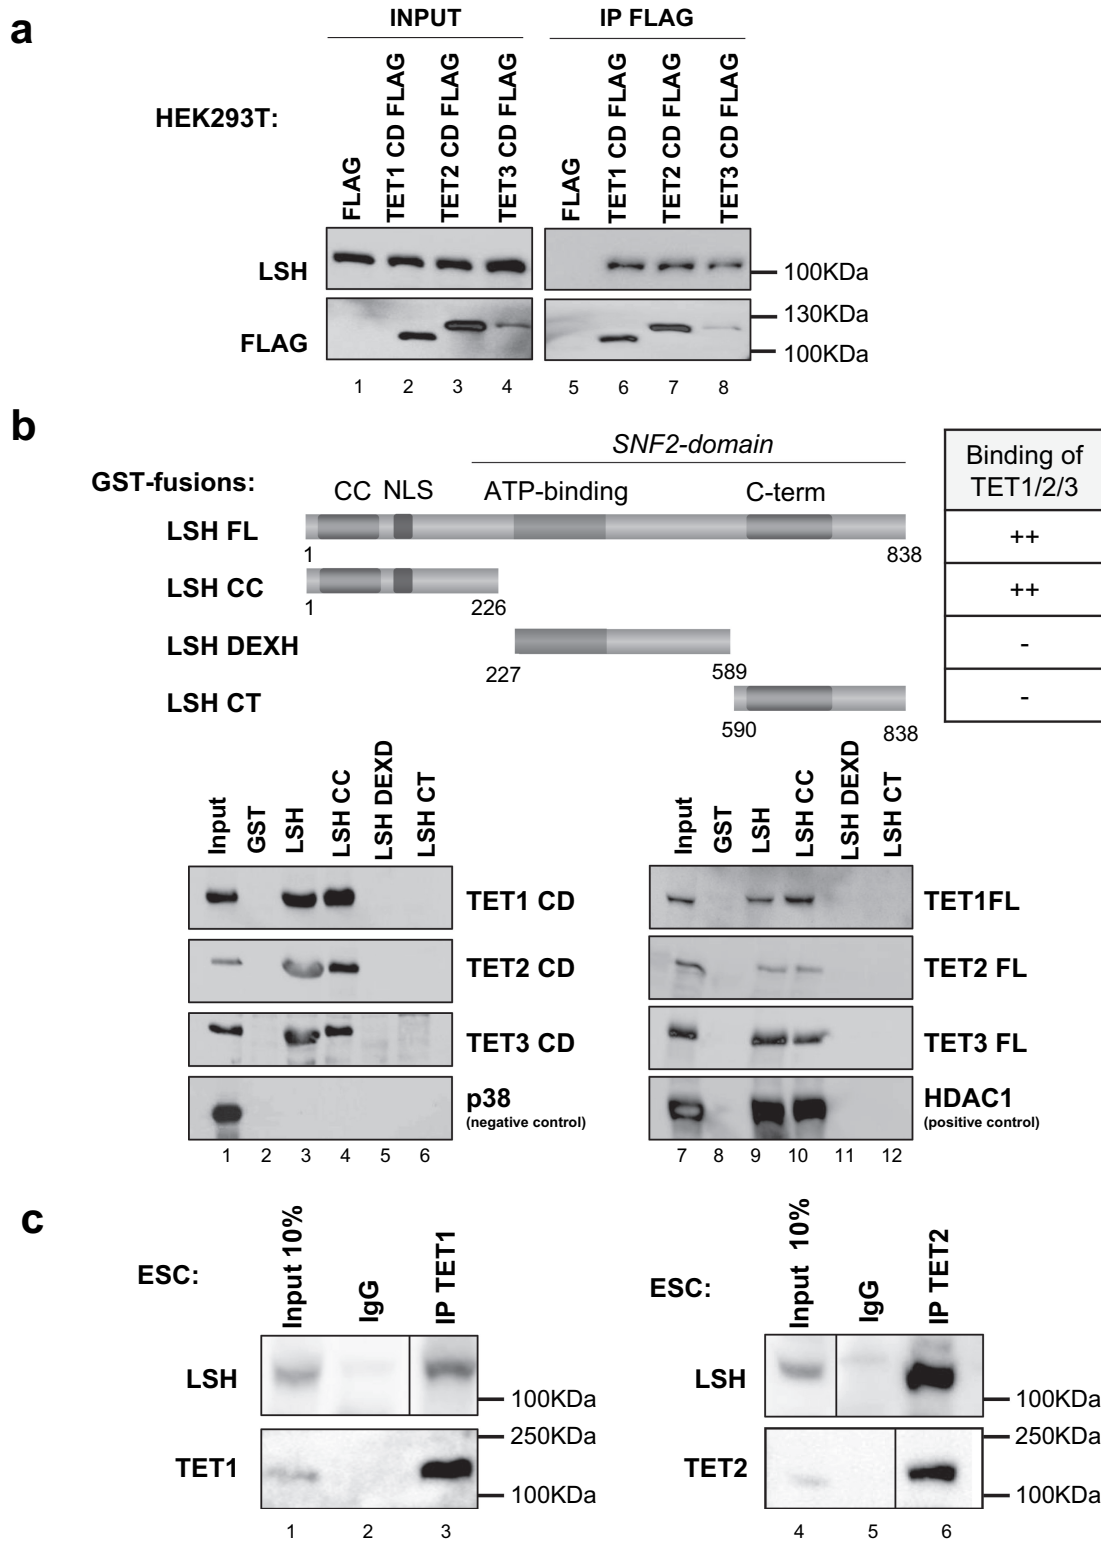 a
INPUT
IP FLAG
HEK293T:
FLAG
TET1 CD FLAG
TET2 CD FLAG
TET3 CD FLAG
FLAG
TET1 CD FLAG
TET2 CD FLAG
TET3 CD FLAG
LSH
100KDa
FLAG
130KDa
100KDa
1 2 3 4 5 6 7 8
b
SNF2-domain
GST-fusions:
CC NLS ATP-binding C-term
Binding of
TET1/2/3
LSH FL
1 838
++
LSH CC
1 226
++
LSH DEXH
227 589
-
LSH CT
590 838
-
Input
GST
LSH
LSH CC
LSH DEXD
LSH CT
TET1 CD
TET2 CD
TET3 CD
p38
(negative control)
1 2 3 4 5 6
Input
GST
LSH
LSH CC
LSH DEXD
LSH CT
TET1FL
TET2 FL
TET3 FL
HDAC1
(positive control)
7 8 9 10 11 12
c
ESC:
Input 10%
IgG
IP TET1
LSH
100KDa
TET1
250KDa
100KDa
1 2 3
ESC:
Input 10%
IgG
IP TET2
LSH
100KDa
TET2
250KDa
100KDa
4 5 6